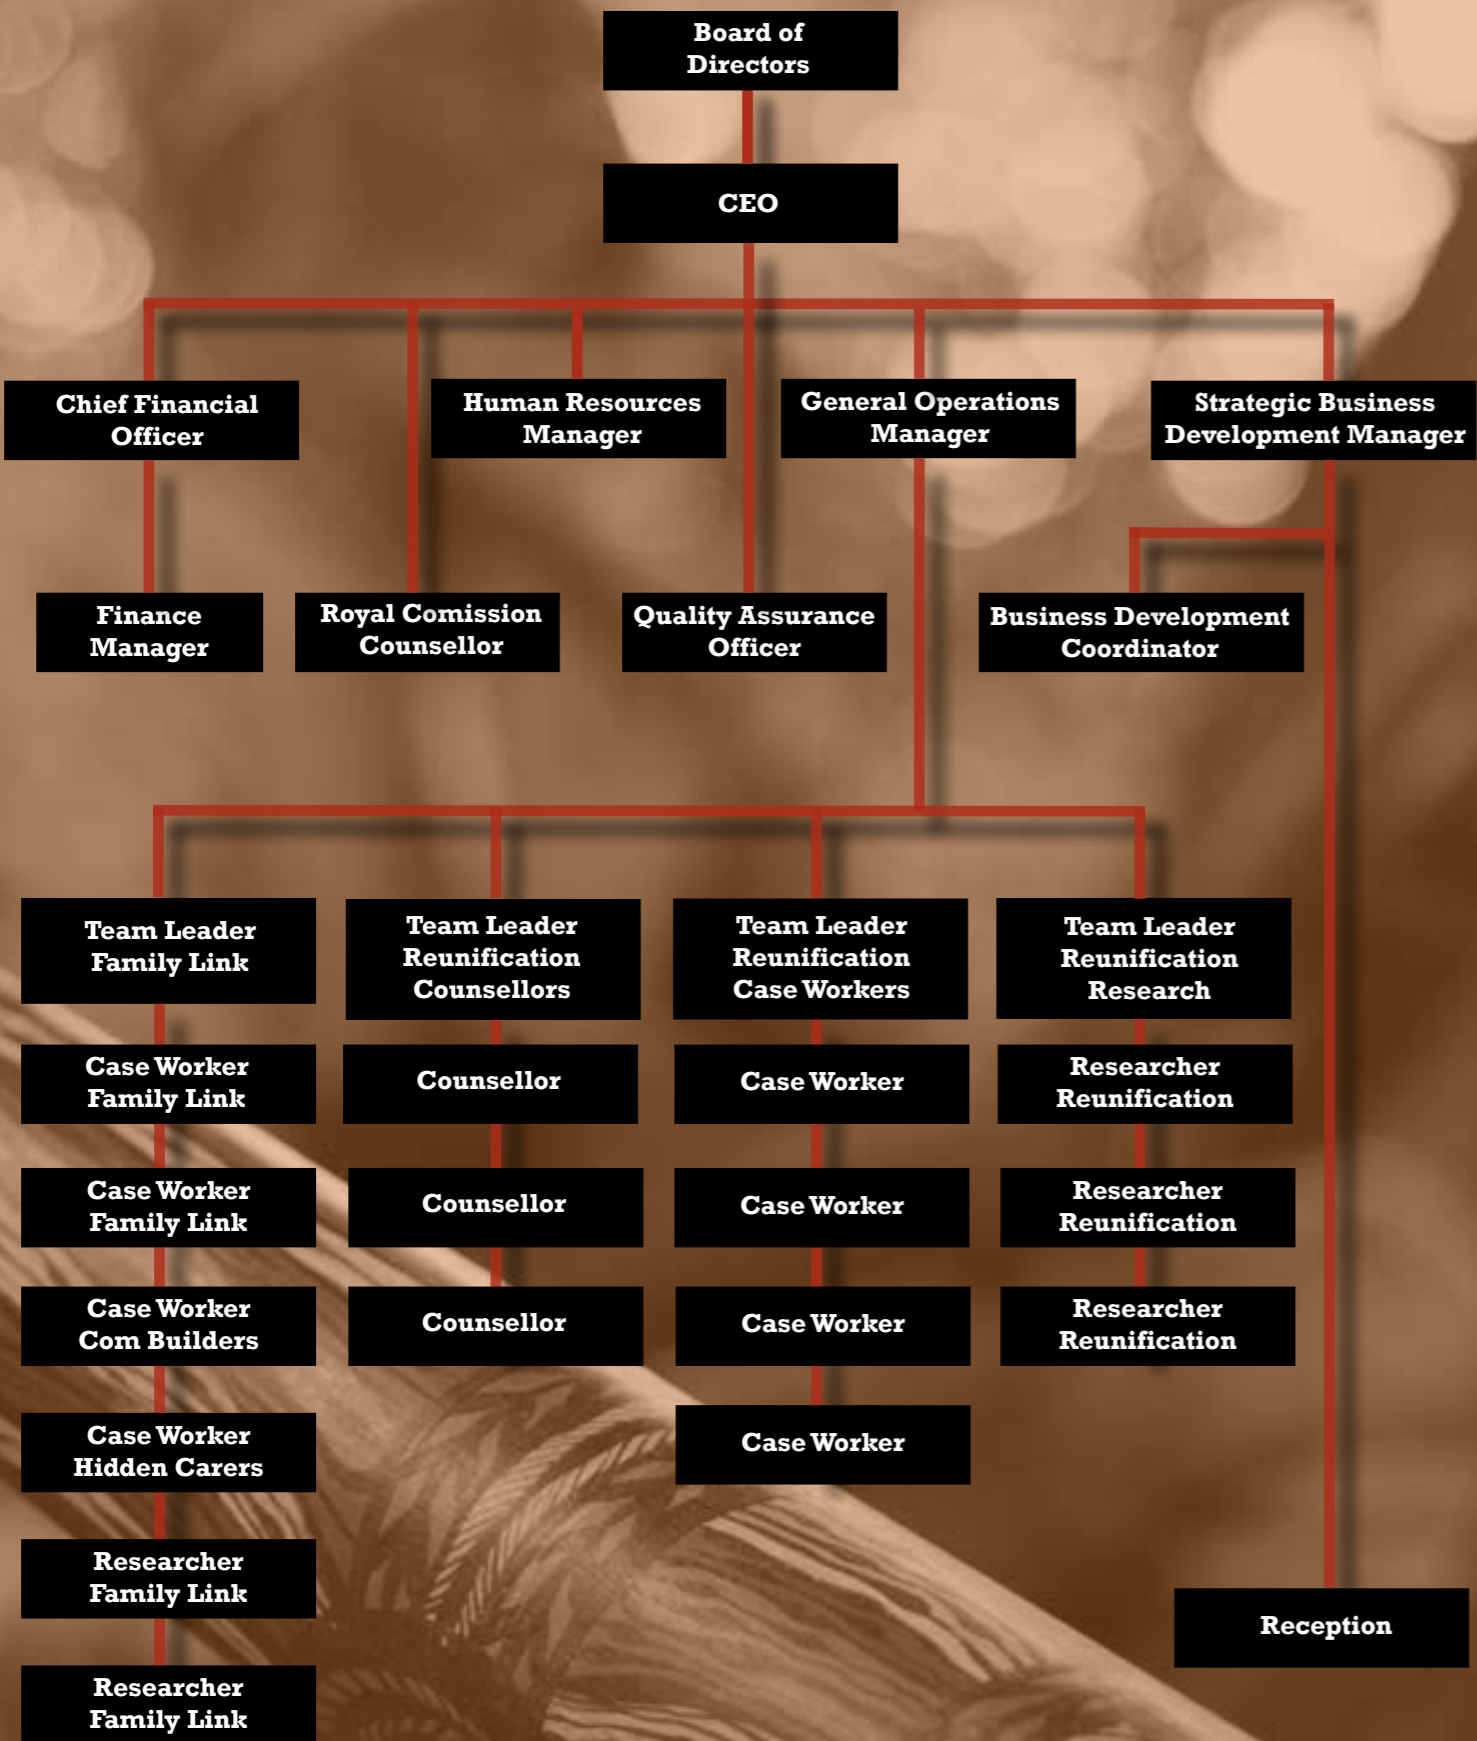 Board of
Directors
CEO
Chief Financial
Officer
Human Resources
Manager
General Operations
Manager
Strategic Business
Development Manager
Finance
Manager
Royal Comission
Counsellor
Quality Assurance
Officer
Business Development
Coordinator
Team Leader
Family Link
Team Leader
Reunification
Counsellors
Team Leader
Reunification
Case Workers
Team Leader
Reunification
Research
Case Worker
Family Link
Counsellor
Case Worker
Researcher
Reunification
Case Worker
Family Link
Counsellor
Case Worker
Researcher
Reunification
Case Worker
Com Builders
Counsellor
Case Worker
Researcher
Reunification
Case Worker
Hidden Carers
Case Worker
Researcher
Family Link
Reception
Researcher
Family Link